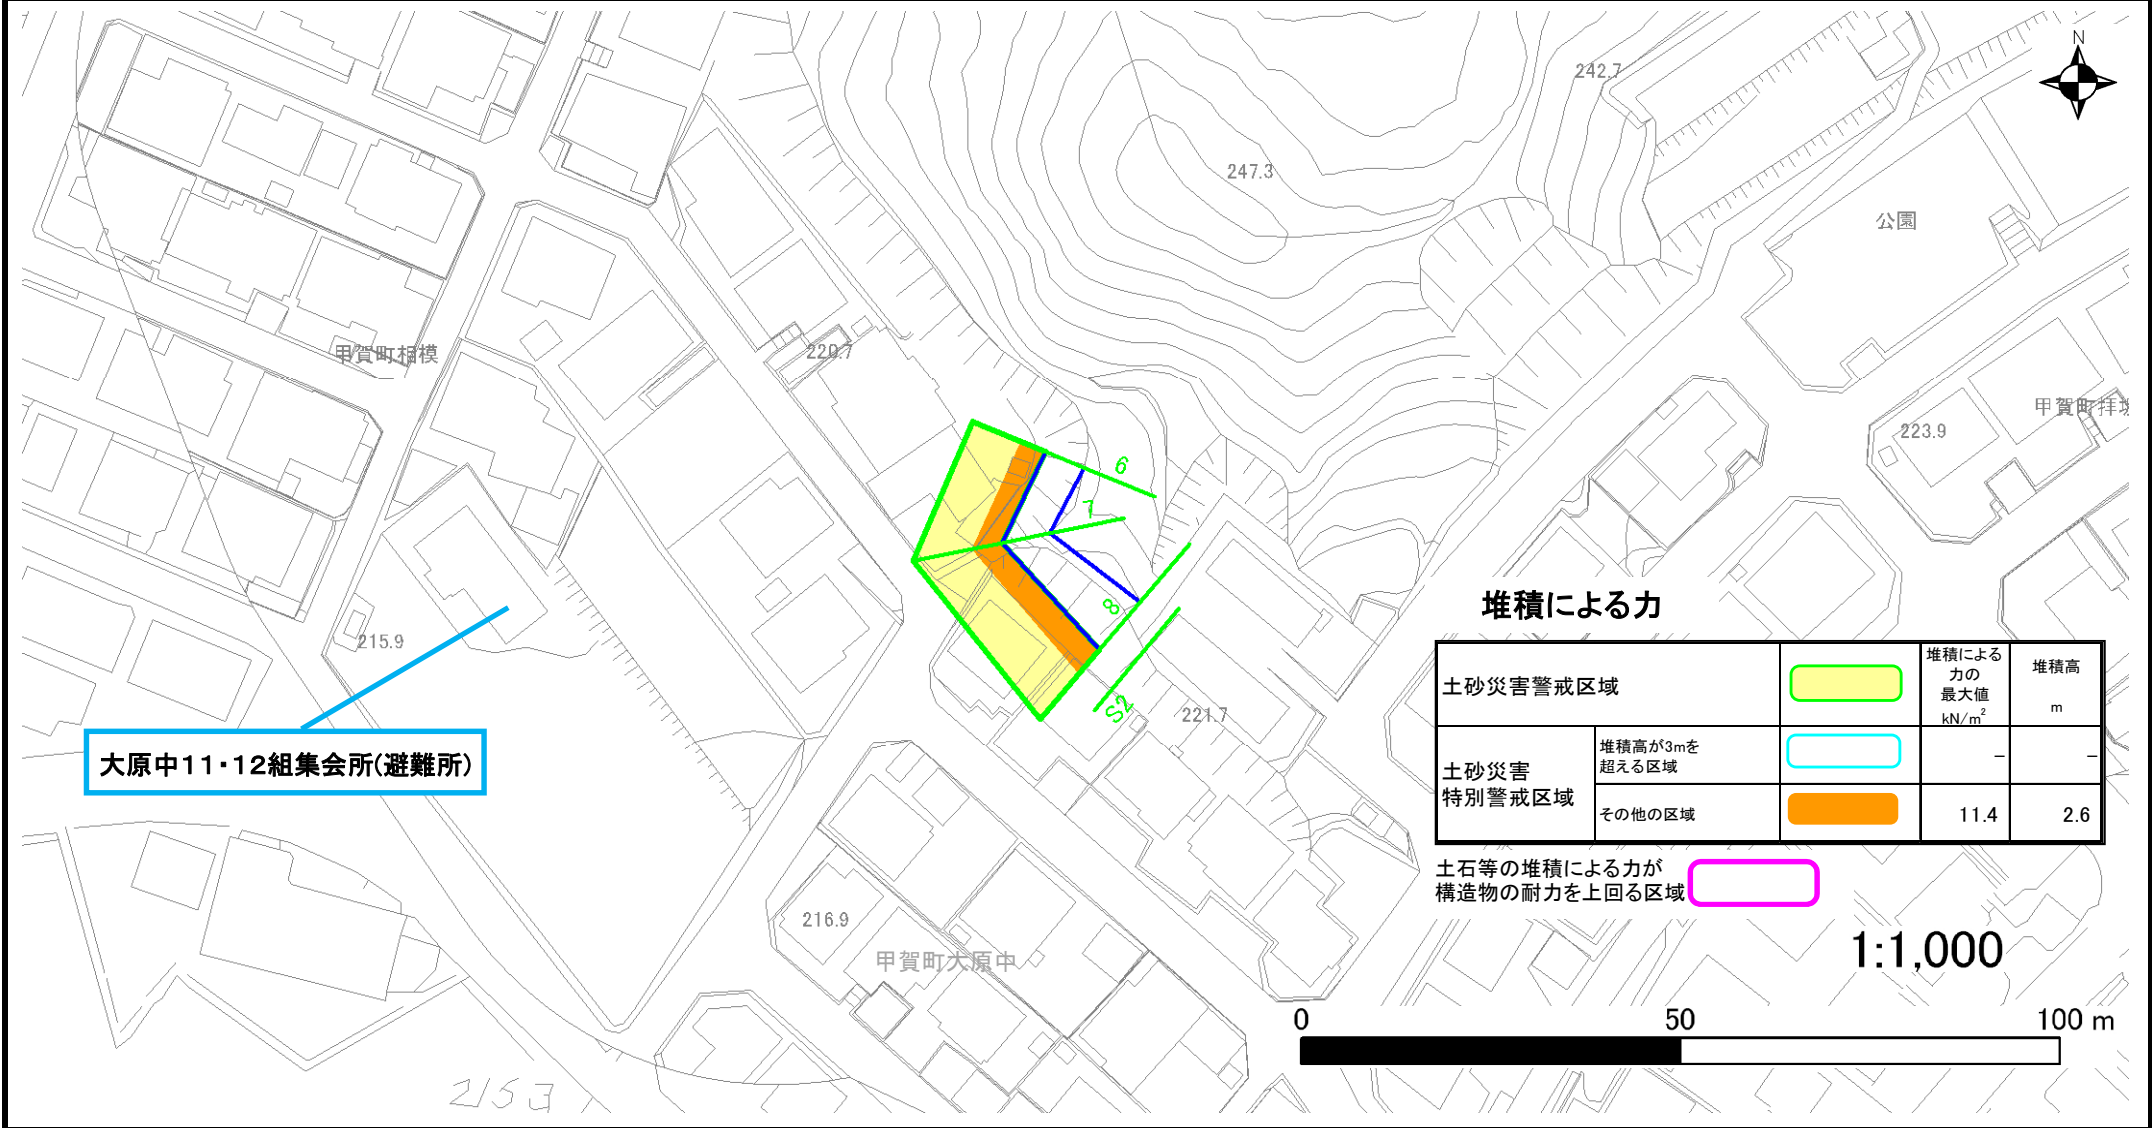 N
242.7
247.3
公園
甲賀町相模
220.7
甲賀町拝坂
223.9
6
7
8
S2
215.9
221.7
大原中11・12組集会所(避難所)
堆積による力
土砂災害警戒区域
堆積による
力の
最大値
kN/m²
堆積高
m
土砂災害
特別警戒区域
堆積高が3mを
超える区域
－
－
その他の区域
11.4
2.6
土石等の堆積による力が
構造物の耐力を上回る区域
216.9
甲賀町大原中
1:1,000
0
50
100 m